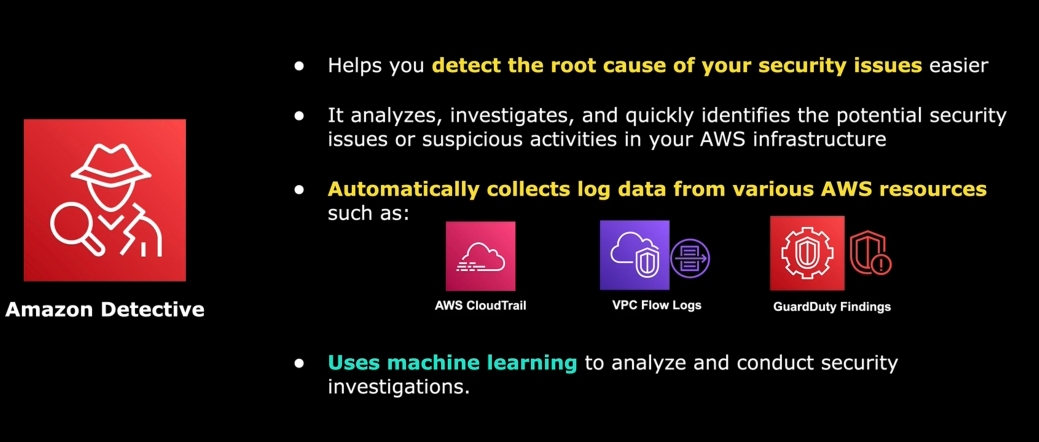 ● Helps you detect the root cause of your security issues easier
● It analyzes, investigates, and quickly identifies the potential security
issues or suspicious activities in your AWS infrastructure
● Automatically collects log data from various AWS resources
such as:
AWS CloudTrail
VPC Flow Logs
GuardDuty Findings
Amazon Detective
● Uses machine learning to analyze and conduct security
investigations.